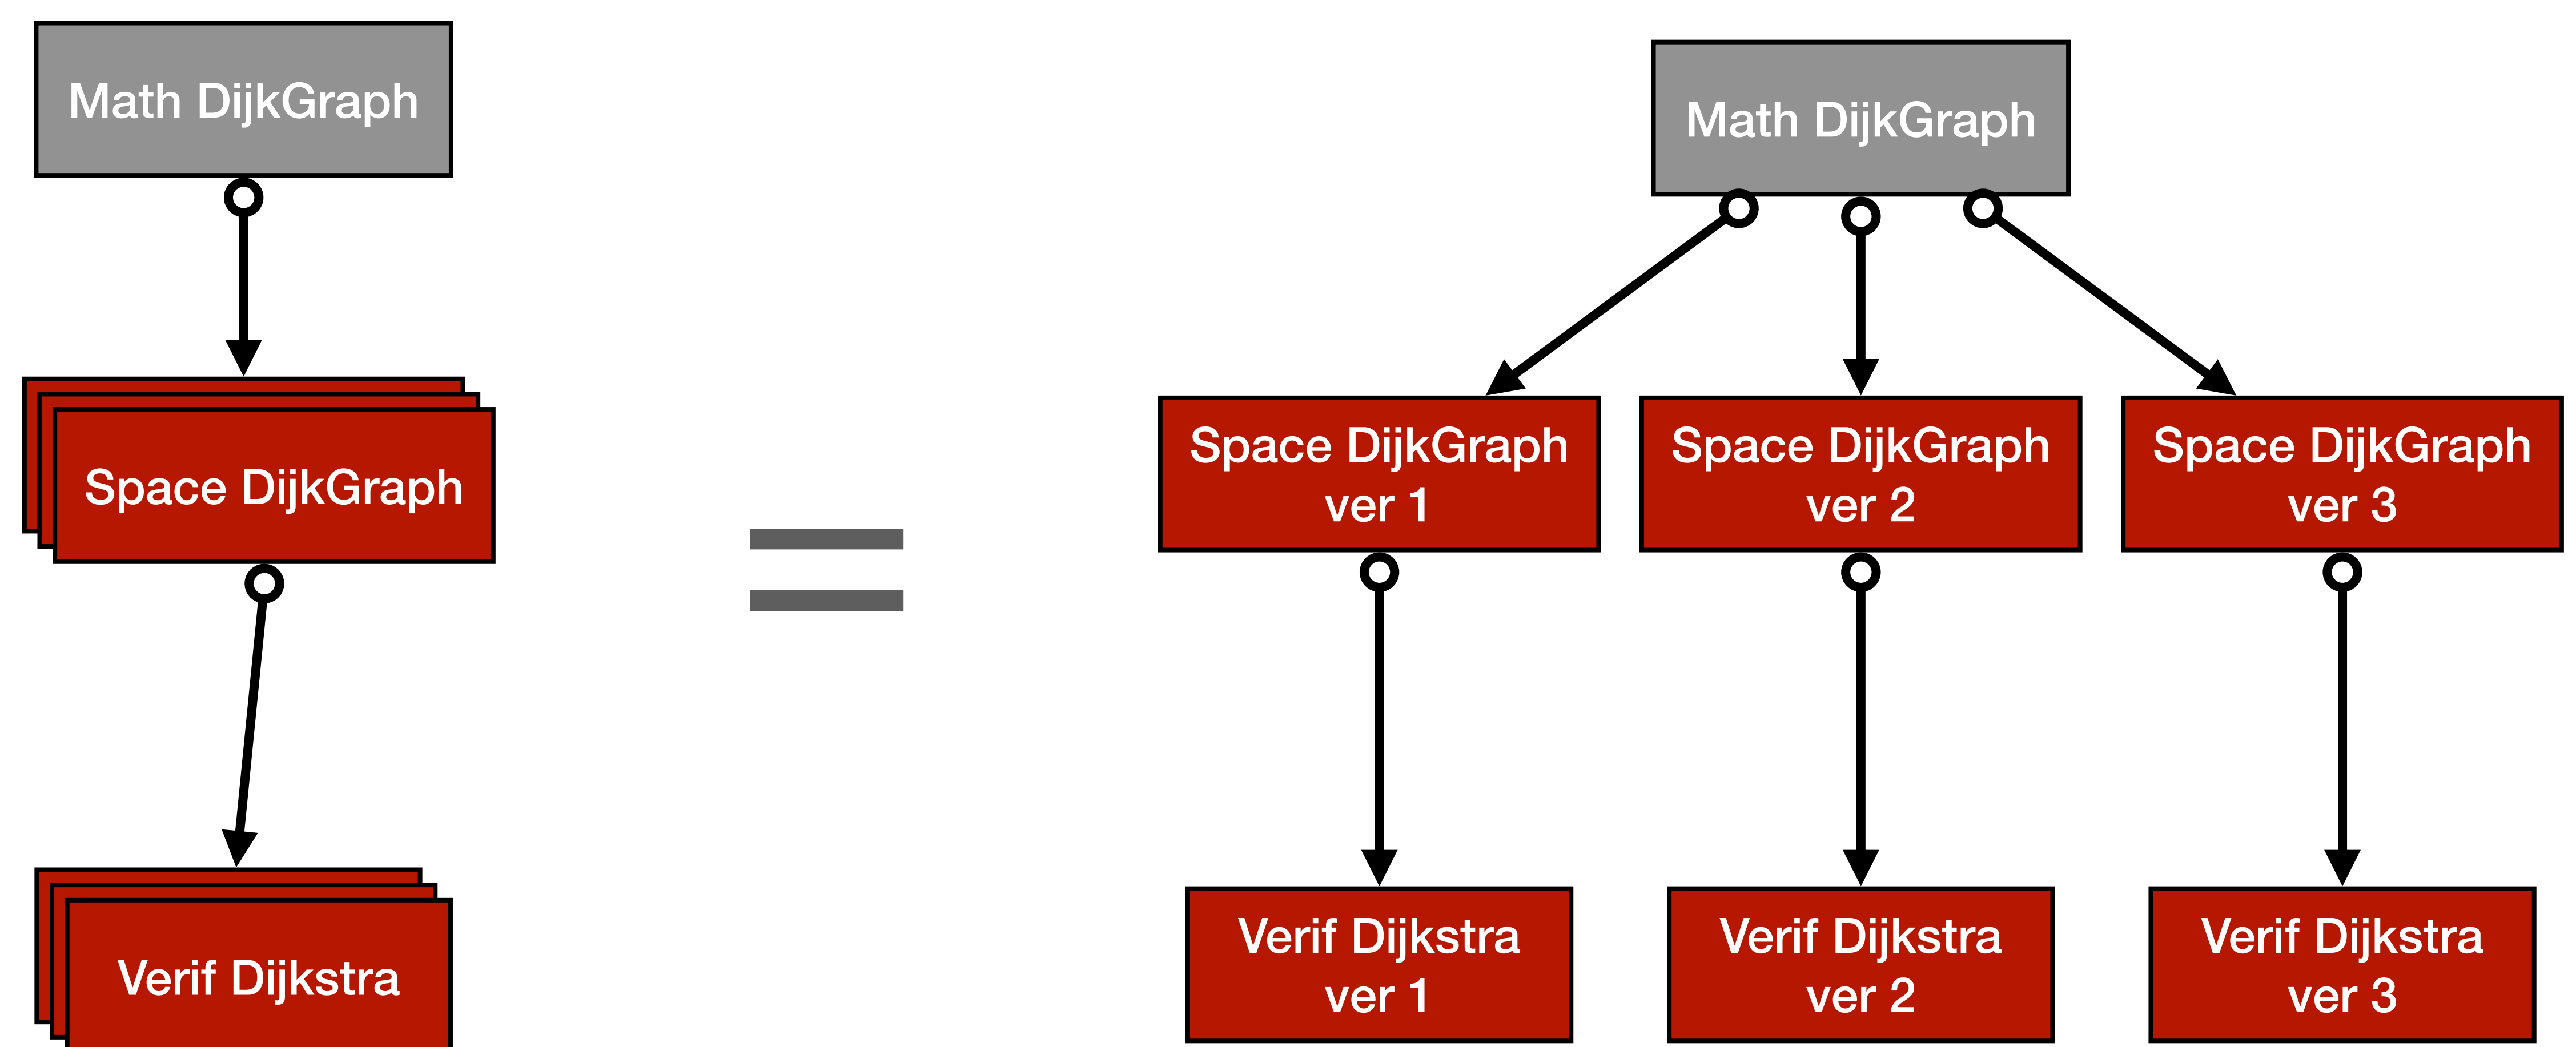 Math DijkGraph
Space DijkGraph
Verif Dijkstra
=
Math DijkGraph
Space DijkGraph
ver 1
Space DijkGraph
ver 2
Space DijkGraph
ver 3
Verif Dijkstra
ver 1
Verif Dijkstra
ver 2
Verif Dijkstra
ver 3